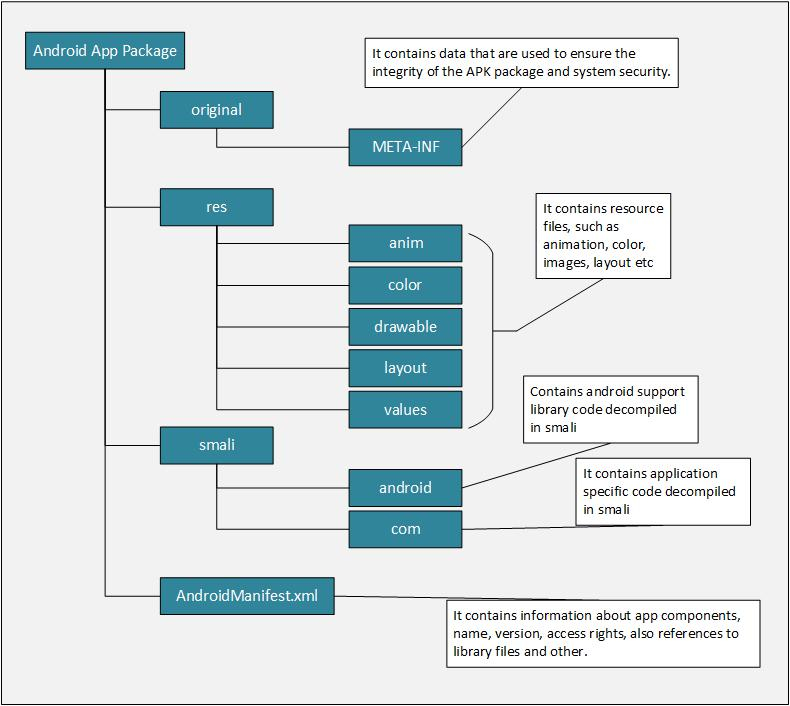 Android App Package
It contains data that are used to ensure the
integrity of the APK package and system security.
original
META-INF
res
It contains resource
files, such as
animation, color,
images, layout etc
anim
color
drawable
layout
values
Contains android support
library code decompiled
in smali
smali
android
It contains application
specific code decompiled
in smali
com
AndroidManifest.xml
It contains information about app components,
name, version, access rights, also references to
library files and other.